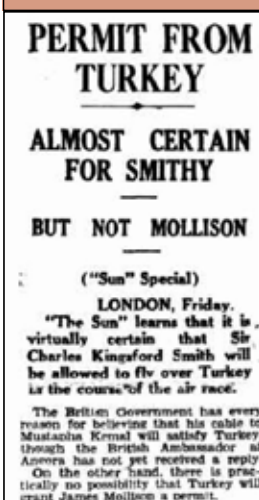 PERMIT FROM
TURKEY
ALMOST CERTAIN
FOR SMITHY
BUT NOT MOLLISON
("Sun" Special)
LONDON, Friday.
"The Sun" learns that it is
virtually certain that Sir
Charles Kingsford Smith will
be allowed to fly over Turkey
in the course of the air race.
The British Government has every
reason for believing that his cable to
Mustapha Kemal will satisfy Turkey,
though the British Ambassador at
Angora has not yet received a reply.
On the other hand, there is prac-
tically no possibility that Turkey will
grant James Mollison a permit.